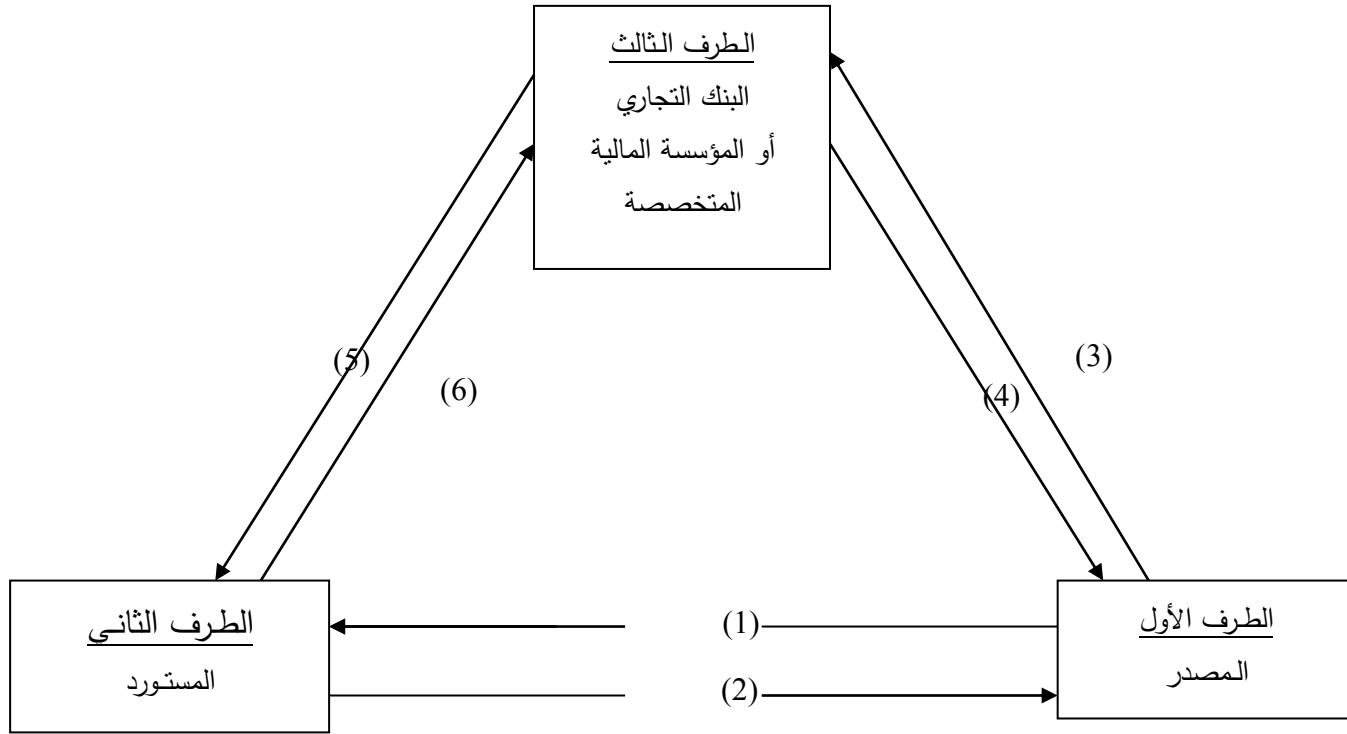 الطرف الثالث
البنك التجاري
أو المؤسسة المالية
المتخصصة
(5)
(6)
(4)
(3)
الطرف الثاني
المستورد
(1)
(2)
الطرف الأول
المصدر